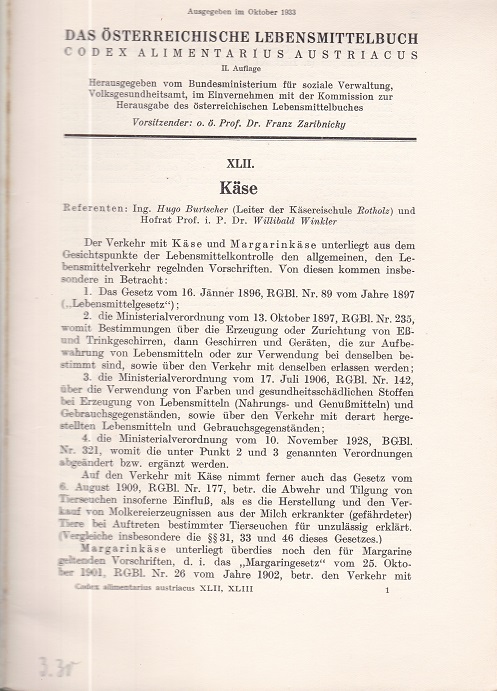 Ausgegeben im Oktober 1933
DAS ÖSTERREICHISCHE LEBENSMITTELBUCH
CODEX ALIMENTARIUS AUSTRIACUS
II. Auflage
Herausgegeben vom Bundesministerium für soziale Verwaltung,
Volksgesundheitsamt, im Einvernehmen mit der Kommission zur
Herausgabe des österreichischen Lebensmittelbuches
Vorsitzender: o. ö. Prof. Dr. Franz Zaribnicky
XLII.
Käse
Referenten: Ing. Hugo Burtscher (Leiter der Käsereischule Rotholz) und
Hofrat Prof. i. P. Dr. Willibald Winkler
Der Verkehr mit Käse und Margarinkäse unterliegt aus dem
Gesichtspunkte der Lebensmittelkontrolle den allgemeinen, den Le-
bensmittelverkehr regelnden Vorschriften. Von diesen kommen insbe-
sondere in Betracht:
1. Das Gesetz vom 16. Jänner 1896, RGBl. Nr. 89 vom Jahre 1897
(„Lebensmittelgesetz“);
2. die Ministerialverordnung vom 13. Oktober 1897, RGBl. Nr. 235,
womit Bestimmungen über die Erzeugung oder Zurichtung von Eß-
und Trinkgeschirren, dann Geschirren und Geräten, die zur Aufbe-
wahrung von Lebensmitteln oder zur Verwendung bei denselben be-
stimmt sind, sowie über den Verkehr mit denselben erlassen werden;
3. die Ministerialverordnung vom 17. Juli 1906, RGBl. Nr. 142,
über die Verwendung von Farben und gesundheitsschädlichen Stoffen
bei Erzeugung von Lebensmitteln (Nahrungs- und Genußmitteln) und
Gebrauchsgegenständen, sowie über den Verkehr mit derart herge-
stellten Lebensmitteln und Gebrauchsgegenständen;
4. die Ministerialverordnung vom 10. November 1928, BGBl.
Nr. 321, womit die unter Punkt 2 und 3 genannten Verordnungen
abgeändert bzw. ergänzt werden.
Auf den Verkehr mit Käse nimmt ferner auch das Gesetz vom
6. August 1909, RGBl. Nr. 177, betr. die Abwehr und Tilgung von
Tierseuchen insoferne Einfluß, als es die Herstellung und den Ver-
kauf von Molkereierzeugnissen aus der Milch erkrankter (gefährdeter)
Tiere bei Auftreten bestimmter Tierseuchen für unzulässig erklärt.
(Vergleiche insbesondere die §§ 31, 33 und 46 dieses Gesetzes.)
Margarinkäse unterliegt überdies noch den für Margarine
geltenden Vorschriften, d. i. das „Margaringesetz“ vom 25. Okto-
ber 1901, RGBl. Nr. 26 vom Jahre 1902, betr. den Verkehr mit
Codex alimentarius austriacus XLII, XLIII 1